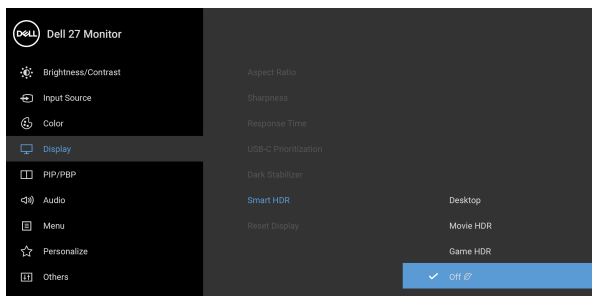 DELL Dell 27 Monitor
Brightness/Contrast Aspect Ratio
Input Source Sharpness
Color Response Time
Display USB-C Prioritization
PIP/PBP Dark Stabilizer
Audio Smart HDR Desktop
Menu Reset Display Movie HDR
Personalize Game HDR
Others Off